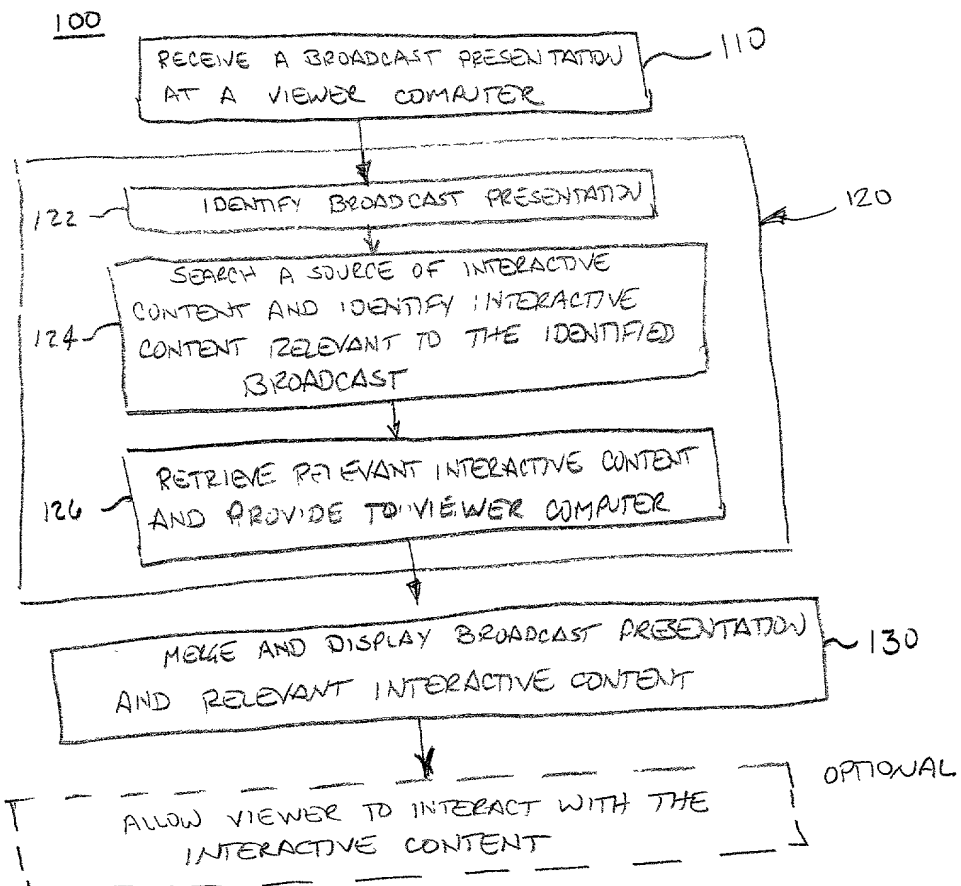 100
RECEIVE A BROADCAST PRESENTATION
AT A VIEWER COMPUTER
110
122
IDENTIFY BROADCAST PRESENTATION
120
124
SEARCH A SOURCE OF INTERACTIVE
CONTENT AND IDENTIFY INTERACTIVE
CONTENT RELEVANT TO THE IDENTIFIED
BROADCAST
126
RETRIEVE RELEVANT INTERACTIVE CONTENT
AND PROVIDE TO VIEWER COMPUTER
MERGE AND DISPLAY BROADCAST PRESENTATION
AND RELEVANT INTERACTIVE CONTENT
130
ALLOW VIEWER TO INTERACT WITH THE
INTERACTIVE CONTENT
OPTIONAL